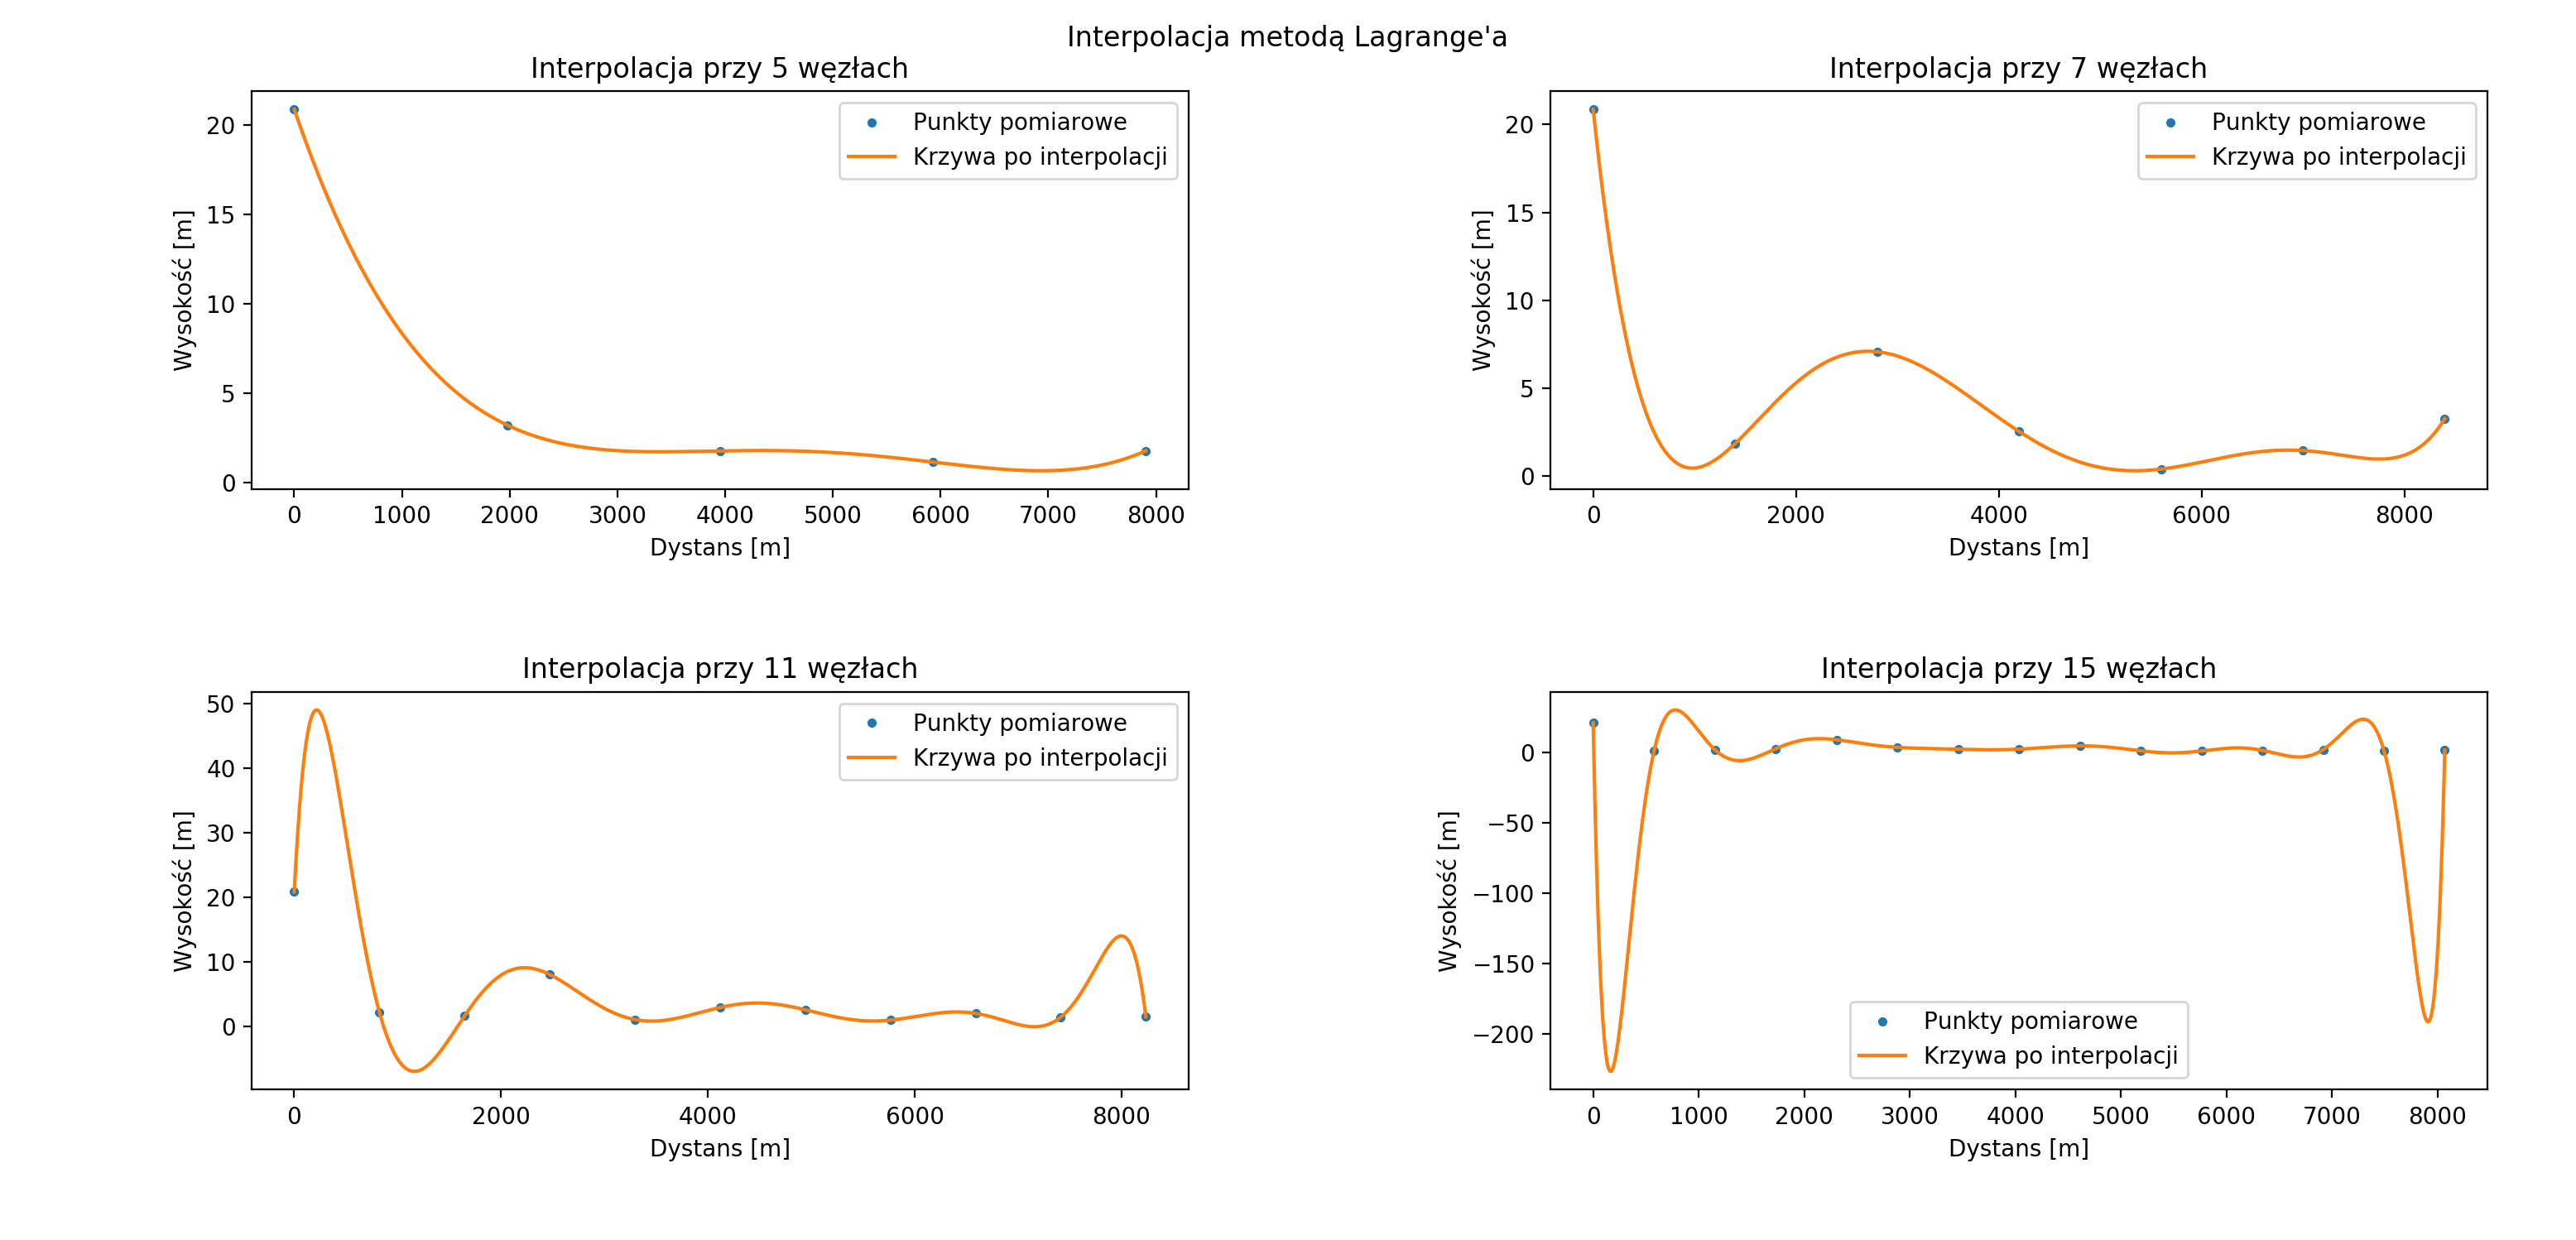 Interpolacja metodą Lagrange'a
Interpolacja przy 5 węzłach
20
15
10
5
0
Wysokość [m]
Punkty pomiarowe
Krzywa po interpolacji
0 1000 2000 3000 4000 5000 6000 7000 8000
Dystans [m]
Interpolacja przy 7 węzłach
20
15
10
5
0
Wysokość [m]
Punkty pomiarowe
Krzywa po interpolacji
0 2000 4000 6000 8000
Dystans [m]
Interpolacja przy 11 węzłach
50
40
30
20
10
0
Wysokość [m]
Punkty pomiarowe
Krzywa po interpolacji
0 2000 4000 6000 8000
Dystans [m]
Interpolacja przy 15 węzłach
0
−50
−100
−150
−200
Wysokość [m]
Punkty pomiarowe
Krzywa po interpolacji
0 1000 2000 3000 4000 5000 6000 7000 8000
Dystans [m]